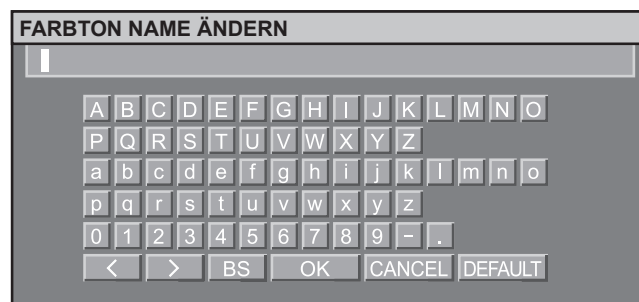 FARBTON NAME ÄNDERN
A B C D E F G H I J K L M N O
P Q R S T U V W X Y Z
a b c d e f g h i j k l m n o
p q r s t u v w x y z
0 1 2 3 4 5 6 7 8 9 - .
< > BS OK CANCEL DEFAULT